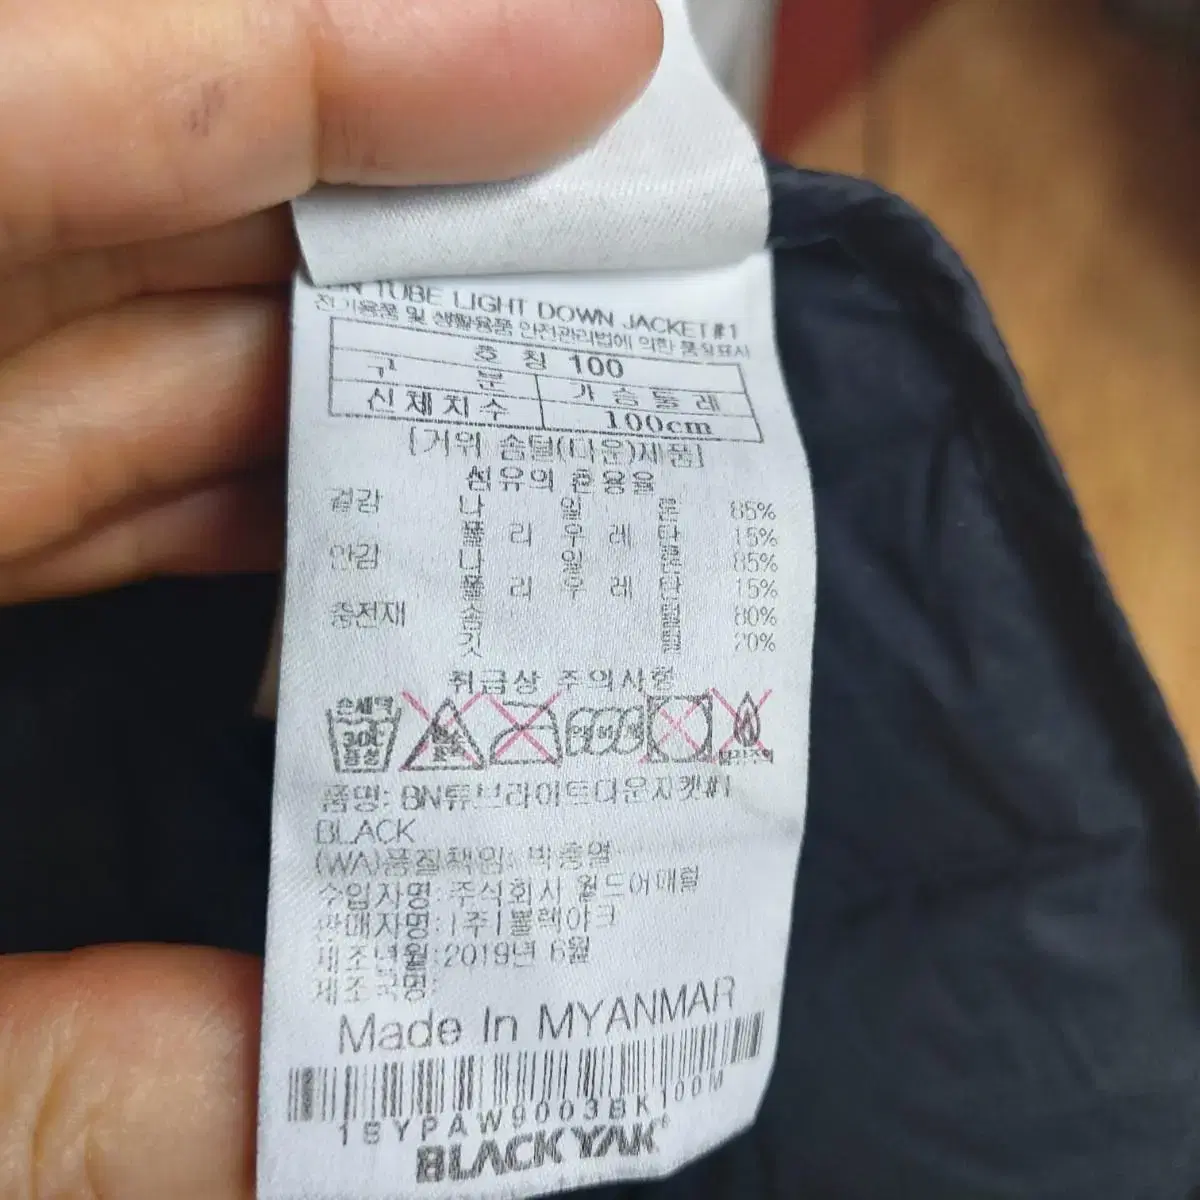 BN TUBE LIGHT DOWN JACKET#1
전기용품 및 생활용품 안전관리법에 의한 품질표시
호칭 100
구 분 가슴둘레
신체치수 100cm
[거위 솜털(다운)제품]
섬유의 혼용율
겉감 나 일 론 85%
폴 리 우 레 탄 15%
안감 나 일 론 85%
폴 리 우 레 탄 15%
충전재 솜 털 80%
깃 털 20%
취급상 주의사항
손세탁
30℃
중성
품명: BN튜브라이트다운자켓#1
BLACK
(WA)품질책임: 박충열
수입자명: 주식회사 월드어패럴
판매자명: (주)블랙야크
제조년월:2019년 6월
제조국명:
Made In MYANMAR
1BYPAW9003BK100M
BLACKYAK